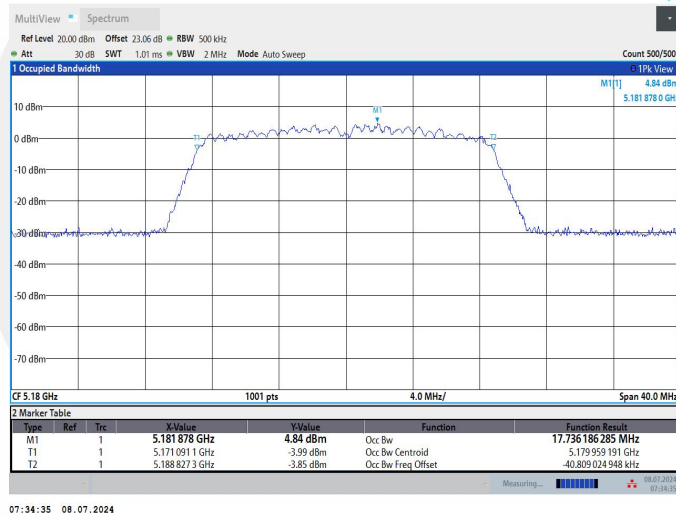 MultiView Spectrum
Ref Level 20.00 dBm Offset 23.06 dB RBW 500 kHz
Att 30 dB SWT 1.01 ms VBW 2 MHz Mode Auto Sweep Count 500/500
1 Occupied Bandwidth 1Pk View
M1[1] 4.84 dBm
5.181 878 0 GH
M1
10 dBm
T1 T2
0 dBm
-10 dBm
-20 dBm
-30 dBm
-40 dBm
-50 dBm
-60 dBm
-70 dBm
CF 5.18 GHz 1001 pts 4.0 MHz/ Span 40.0 MHz
2 Marker Table
Type Ref Trc X-Value Y-Value Function Function Result
M1 1 5.181 878 GHz 4.84 dBm Occ Bw 17.736 186 285 MHz
T1 1 5.171 091 1 GHz -3.99 dBm Occ Bw Centroid 5.179 959 191 GHz
T2 1 5.188 827 3 GHz -3.85 dBm Occ Bw Freq Offset -40.809 024 948 kHz
Measuring... 08.07.2024
07:34:35
07:34:35 08.07.2024